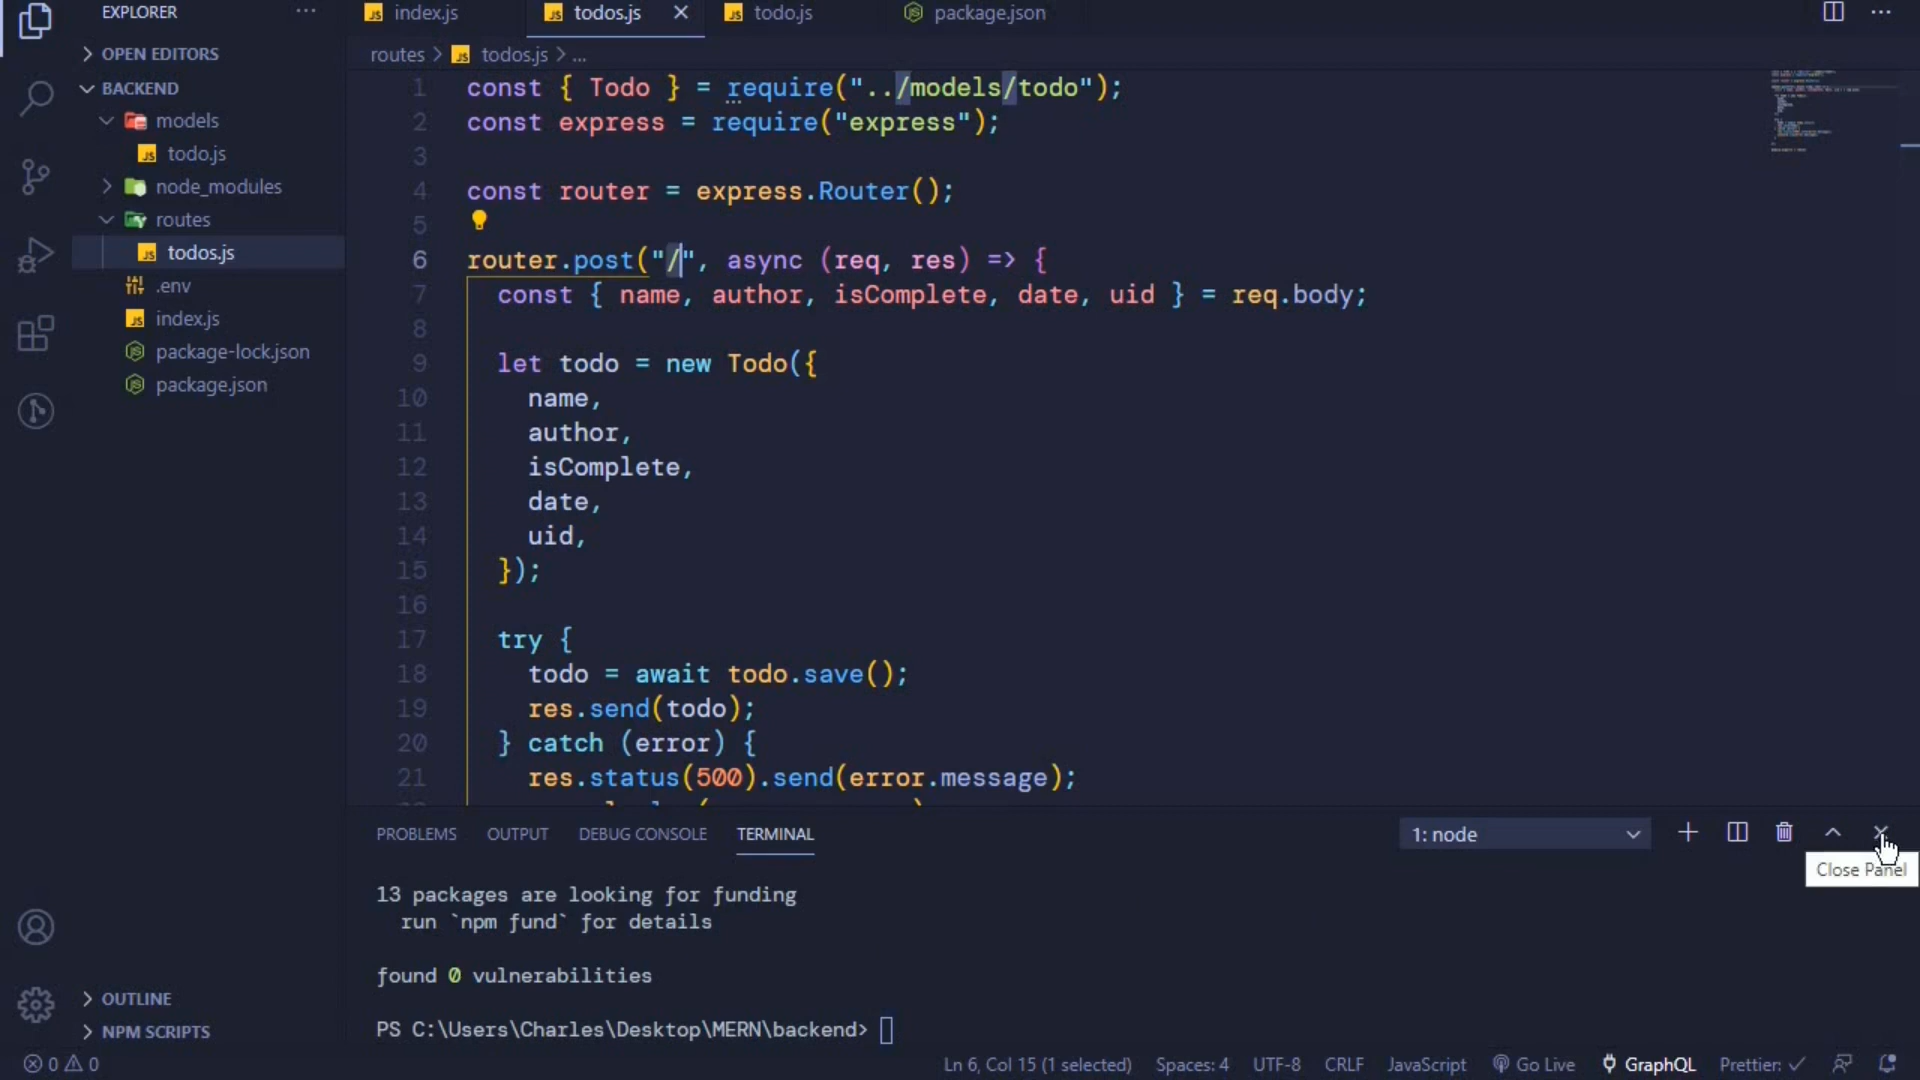 EXPLORER ...
OPEN EDITORS
BACKEND
models
JS todo.js
node_modules
routes
JS todos.js
.env
JS index.js
package-lock.json
package.json
OUTLINE
NPM SCRIPTS
JS index.js
JS todos.js
JS todo.js
package.json
routes > JS todos.js > ...
1 const { Todo } = require("../models/todo");
2 const express = require("express");
3
4 const router = express.Router();
5
6 router.post("/", async (req, res) => {
7 const { name, author, isComplete, date, uid } = req.body;
8
9 let todo = new Todo({
10 name,
11 author,
12 isComplete,
13 date,
14 uid,
15 });
16
17 try {
18 todo = await todo.save();
19 res.send(todo);
20 } catch (error) {
21 res.status(500).send(error.message);
PROBLEMS OUTPUT DEBUG CONSOLE TERMINAL
1: node
Close Panel
13 packages are looking for funding
run `npm fund` for details
found 0 vulnerabilities
PS C:\Users\Charles\Desktop\MERN\backend>
0 0
Ln 6, Col 15 (1 selected) Spaces: 4 UTF-8 CRLF JavaScript Go Live GraphQL Prettier: ✓